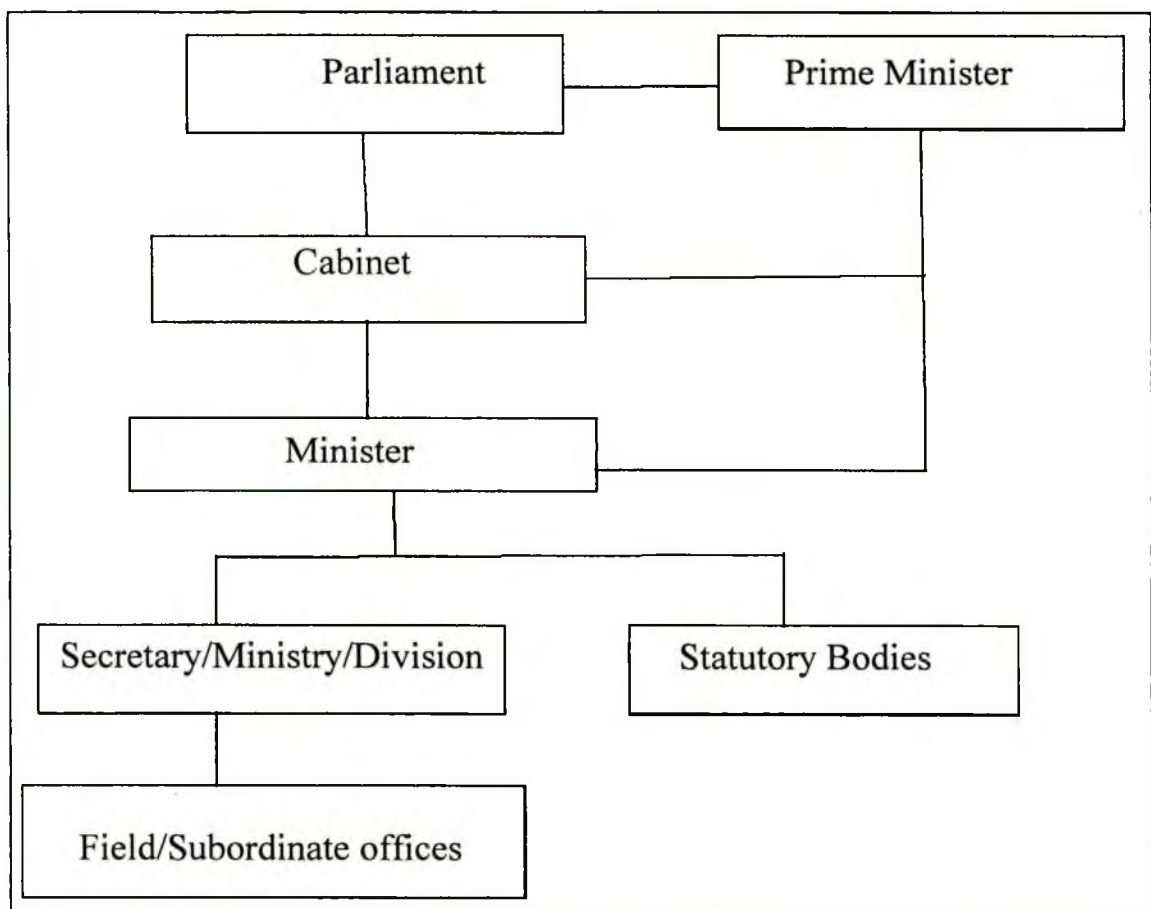 Parliament
Prime Minister
Cabinet
Minister
Secretary/Ministry/Division
Statutory Bodies
Field/Subordinate offices